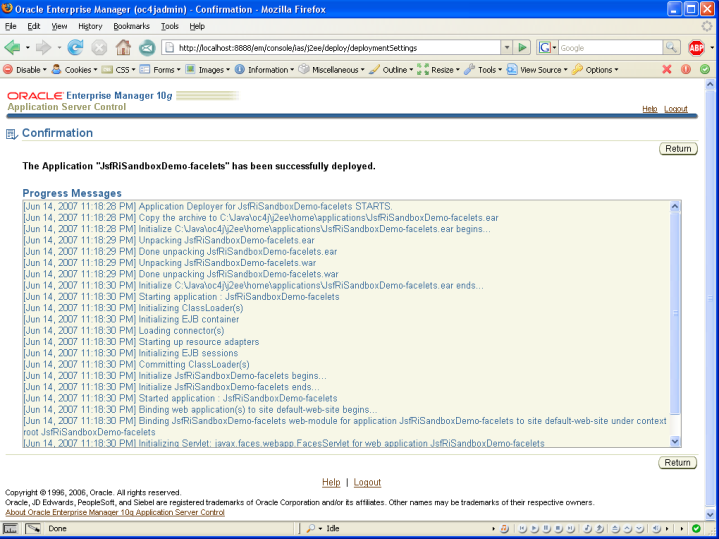 Oracle Enterprise Manager (oc4jadmin) - Confirmation - Mozilla Firefox
File Edit View History Bookmarks Tools Help
http://localhost:8888/em/console/ias/j2ee/deploy/deploymentSettings
Google
ABP
Disable Cookies CSS Forms Images Information Miscellaneous Outline Resize Tools View Source Options
ORACLE Enterprise Manager 10g
Application Server Control
Help Logout
Confirmation
Return
The Application "JsfRiSandboxDemo-facelets" has been successfully deployed.
Progress Messages
[Jun 14, 2007 11:18:28 PM] Application Deployer for JsfRiSandboxDemo-facelets STARTS.
[Jun 14, 2007 11:18:28 PM] Copy the archive to C:\Java\oc4j\j2ee\home\applications\JsfRiSandboxDemo-facelets.ear
[Jun 14, 2007 11:18:28 PM] Initialize C:\Java\oc4j\j2ee\home\applications\JsfRiSandboxDemo-facelets.ear begins...
[Jun 14, 2007 11:18:29 PM] Unpacking JsfRiSandboxDemo-facelets.ear
[Jun 14, 2007 11:18:29 PM] Done unpacking JsfRiSandboxDemo-facelets.ear
[Jun 14, 2007 11:18:29 PM] Unpacking JsfRiSandboxDemo-facelets.war
[Jun 14, 2007 11:18:29 PM] Done unpacking JsfRiSandboxDemo-facelets.war
[Jun 14, 2007 11:18:30 PM] Initialize C:\Java\oc4j\j2ee\home\applications\JsfRiSandboxDemo-facelets.ear ends...
[Jun 14, 2007 11:18:30 PM] Starting application : JsfRiSandboxDemo-facelets
[Jun 14, 2007 11:18:30 PM] Initializing ClassLoader(s)
[Jun 14, 2007 11:18:30 PM] Initializing EJB container
[Jun 14, 2007 11:18:30 PM] Loading connector(s)
[Jun 14, 2007 11:18:30 PM] Starting up resource adapters
[Jun 14, 2007 11:18:30 PM] Initializing EJB sessions
[Jun 14, 2007 11:18:30 PM] Committing ClassLoader(s)
[Jun 14, 2007 11:18:30 PM] Initialize JsfRiSandboxDemo-facelets begins...
[Jun 14, 2007 11:18:30 PM] Initialize JsfRiSandboxDemo-facelets ends...
[Jun 14, 2007 11:18:30 PM] Started application : JsfRiSandboxDemo-facelets
[Jun 14, 2007 11:18:30 PM] Binding web application(s) to site default-web-site begins...
[Jun 14, 2007 11:18:30 PM] Binding JsfRiSandboxDemo-facelets web-module for application JsfRiSandboxDemo-facelets to site default-web-site under context
root JsfRiSandboxDemo-facelets
[Jun 14, 2007 11:18:30 PM] Initializing Servlet: javax.faces.webapp.FacesServlet for web application JsfRiSandboxDemo-facelets
Return
Help | Logout
Copyright © 1996, 2006, Oracle. All rights reserved.
Oracle, JD Edwards, PeopleSoft, and Siebel are registered trademarks of Oracle Corporation and/or its affiliates. Other names may be trademarks of their respective owners.
About Oracle Enterprise Manager 10g Application Server Control
Done
Idle